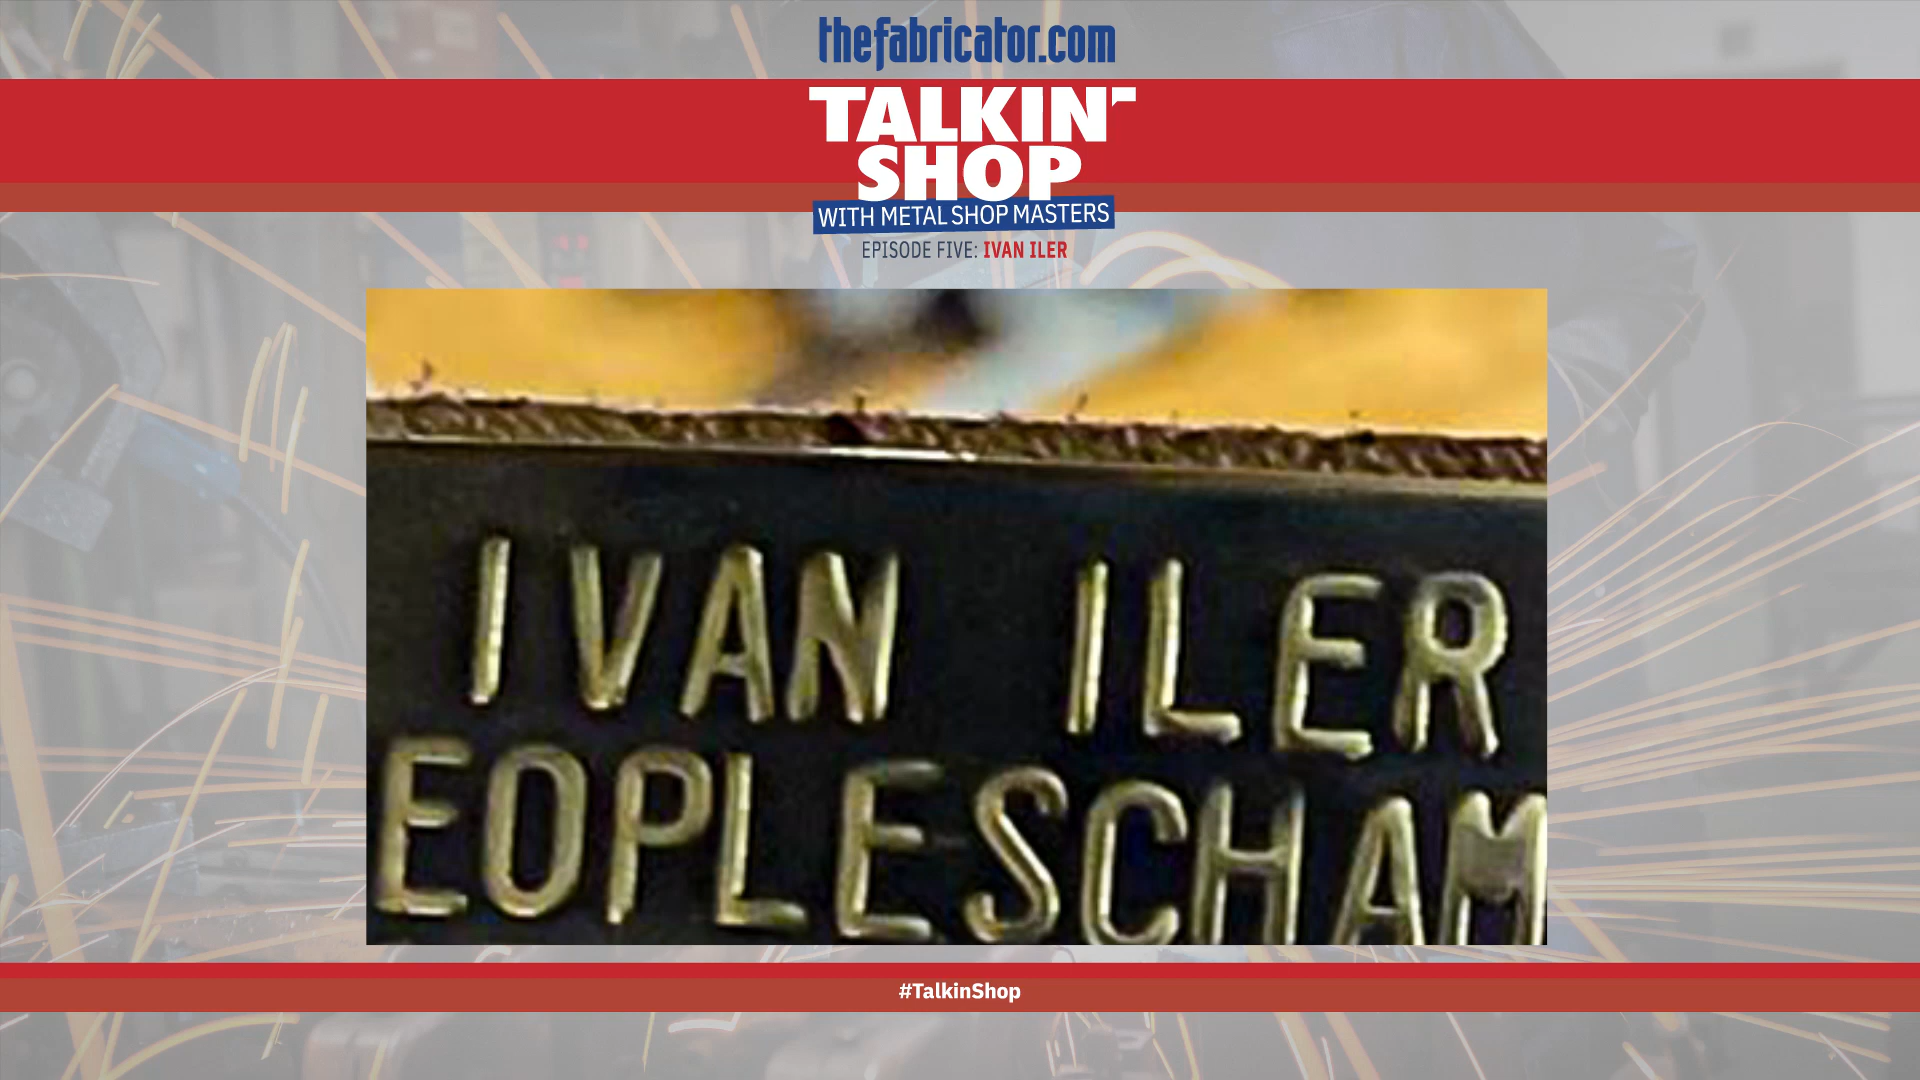 thefabricator.com
TALKIN'
SHOP
WITH METAL SHOP MASTERS
EPISODE FIVE: IVAN ILER
IVAN ILER
EOPLESCHAM
#TalkinShop